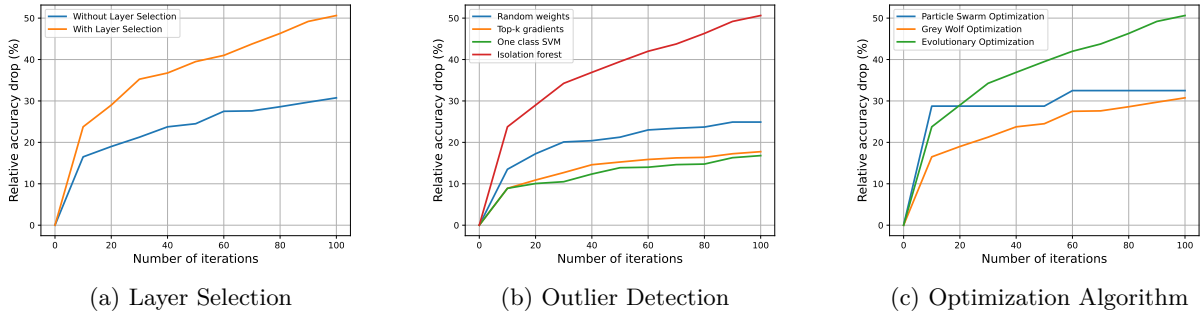 Relative accuracy drop (%)
50
40
30
20
10
0
Without Layer Selection
With Layer Selection
0 20 40 60 80 100
Number of iterations
(a) Layer Selection
Relative accuracy drop (%)
50
40
30
20
10
0
Random weights
Top-k gradients
One class SVM
Isolation forest
0 20 40 60 80 100
Number of iterations
(b) Outlier Detection
Relative accuracy drop (%)
50
40
30
20
10
0
Particle Swarm Optimization
Grey Wolf Optimization
Evolutionary Optimization
0 20 40 60 80 100
Number of iterations
(c) Optimization Algorithm